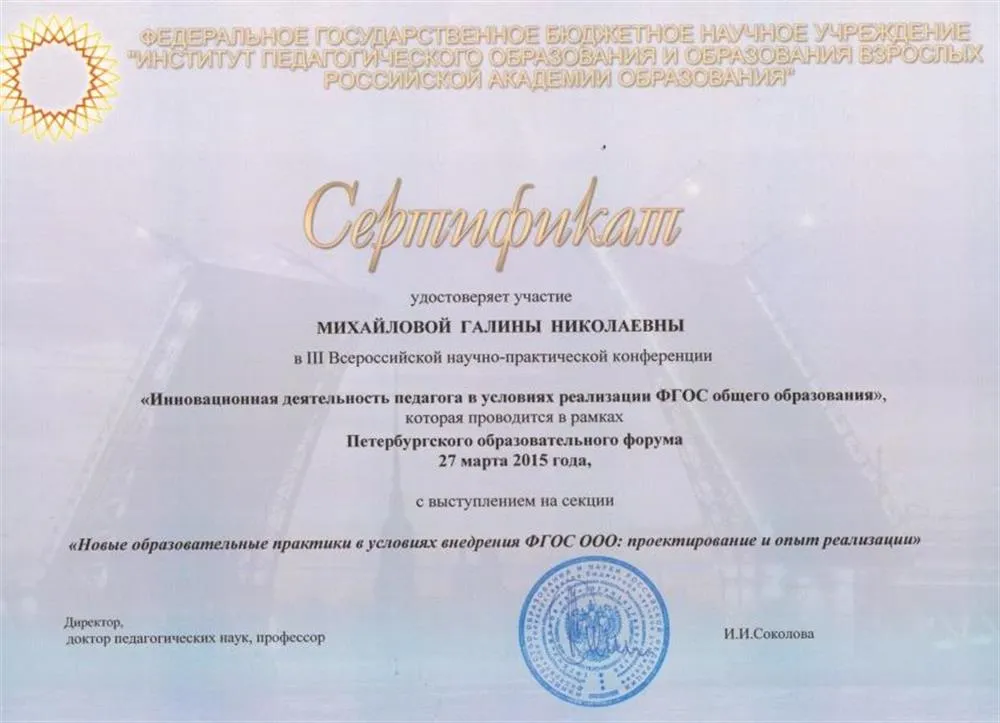 ФЕДЕРАЛЬНОЕ ГОСУДАРСТВЕННОЕ БЮДЖЕТНОЕ НАУЧНОЕ УЧРЕЖДЕНИЕ
"ИНСТИТУТ ПЕДАГОГИЧЕСКОГО ОБРАЗОВАНИЯ И ОБРАЗОВАНИЯ ВЗРОСЛЫХ
РОССИЙСКОЙ АКАДЕМИИ ОБРАЗОВАНИЯ"
Сертификат
удостоверяет участие
МИХАЙЛОВОЙ ГАЛИНЫ НИКОЛАЕВНЫ
в III Всероссийской научно-практической конференции
«Инновационная деятельность педагога в условиях реализации ФГОС общего образования»,
которая проводится в рамках
Петербургского образовательного форума
27 марта 2015 года,
с выступлением на секции
«Новые образовательные практики в условиях внедрения ФГОС ООО: проектирование и опыт реализации»
Директор,
доктор педагогических наук, профессор
И.И.Соколова